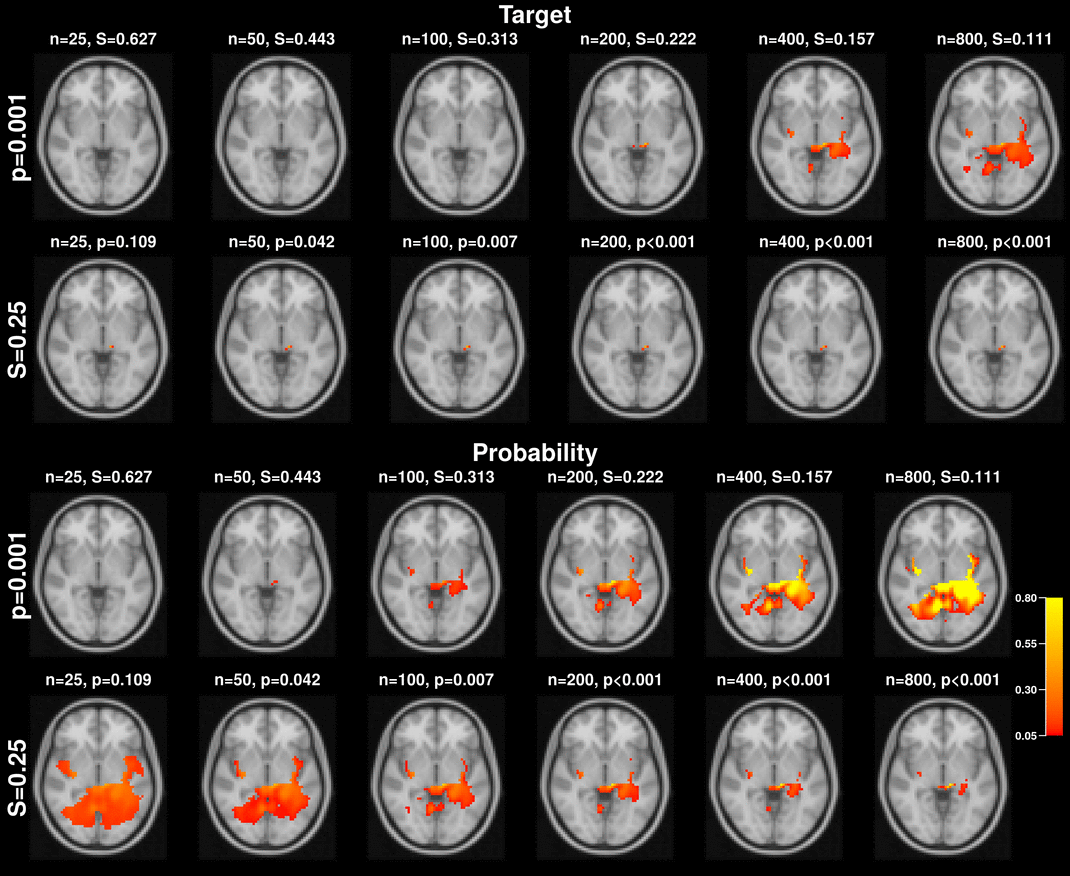 Target
n=25, S=0.627 n=50, S=0.443 n=100, S=0.313 n=200, S=0.222 n=400, S=0.157 n=800, S=0.111
p=0.001
n=25, p=0.109 n=50, p=0.042 n=100, p=0.007 n=200, p<0.001 n=400, p<0.001 n=800, p<0.001
S=0.25
Probability
n=25, S=0.627 n=50, S=0.443 n=100, S=0.313 n=200, S=0.222 n=400, S=0.157 n=800, S=0.111
p=0.001
n=25, p=0.109 n=50, p=0.042 n=100, p=0.007 n=200, p<0.001 n=400, p<0.001 n=800, p<0.001
S=0.25
0.80
0.55
0.30
0.05